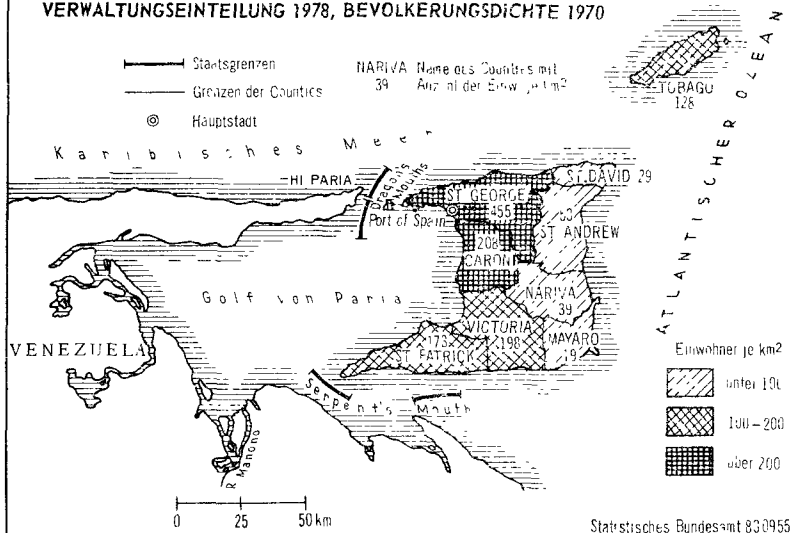 VERWALTUNGSEINTEILUNG 1978, BEVÖLKERUNGSDICHTE 1970
Staatsgrenzen
Grenzen der Counties
Hauptstadt
NARIVA Name des Counties mit
39 Anzahl der Einw. je km²
TOBAGO
128
ATLANTISCHER OZEAN
Karibisches Meer
HI PARIA
Dragon's
Mouths
ST. DAVID 29
ST GEORGE
455
Port of Spain
ST ANDREW
208
CARONI
Golf von Paria
NARIVA
39
VENEZUELA
VICTORIA
198
173
ST PATRICK
MAYARO
19
Serpent's Mouth
R Manono
0 25 50 km
Einwohner je km²
unter 100
100-200
über 200
Statistisches Bundesamt 830955